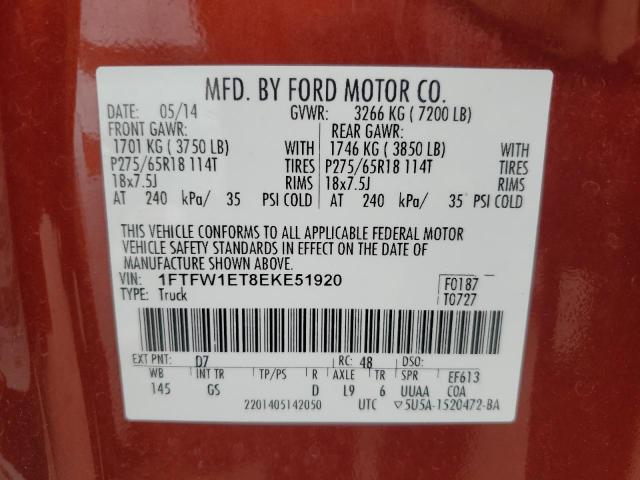 MFD. BY FORD MOTOR CO.
DATE: 05/14 GVWR: 3266 KG ( 7200 LB)
FRONT GAWR: REAR GAWR:
1701 KG ( 3750 LB) WITH 1746 KG ( 3850 LB) WITH
P275/65R18 114T TIRES P275/65R18 114T TIRES
18x7.5J RIMS 18x7.5J RIMS
AT 240 kPa/ 35 PSI COLD AT 240 kPa/ 35 PSI COLD
THIS VEHICLE CONFORMS TO ALL APPLICABLE FEDERAL MOTOR
VEHICLE SAFETY STANDARDS IN EFFECT ON THE DATE OF
MANUFACTURE SHOWN ABOVE.
VIN: 1FTFW1ET8EKE51920 F0187
TYPE: Truck T0727
EXT PNT: D7 RC: 48 DSO:
WB INT TR TP/PS R AXLE TR SPR EF613
145 GS D L9 6 UUAA COA
2201405142050 UTC ▽5U5A-1520472-BA